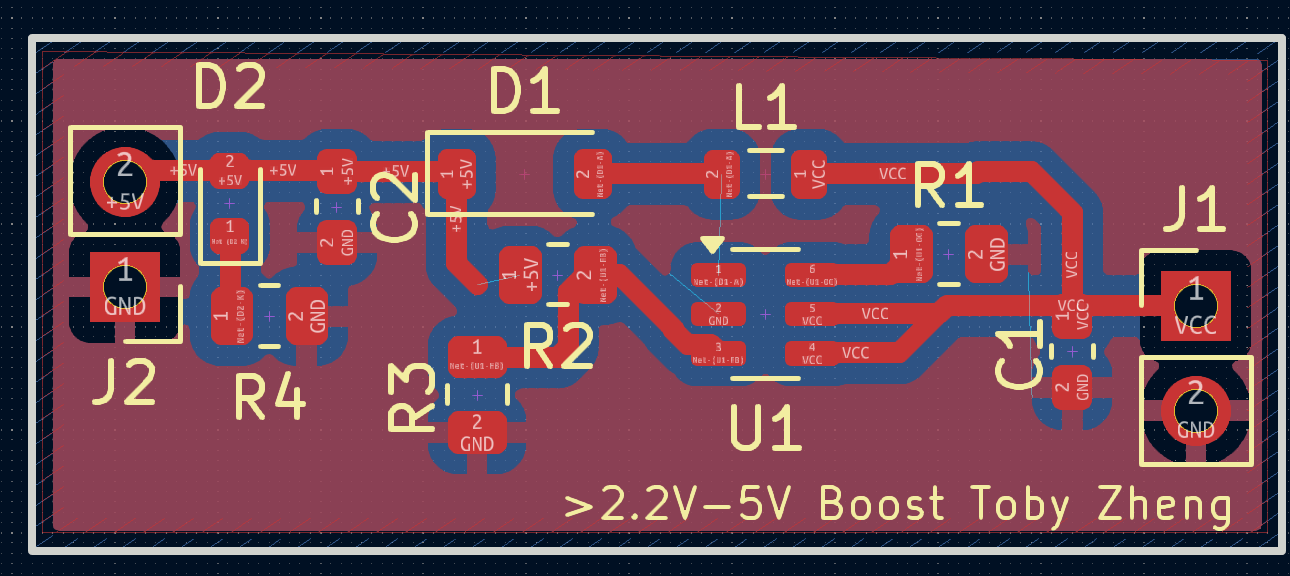 D2
D1
L1
R1
J1
C2
R2
R3
R4
J2
C1
U1
2
+5V
1
GND
+5V
2
+5V
1
Net-(D2-K)
+5V
1
+5V
2
GND
+5V
1
+5V
2
Net-(D1-A)
+5V
2
Net-(D1-A)
1
VCC
VCC
1
Net-(D2-K)
2
GND
1
+5V
2
Net-(U1-FB)
1
Net-(U1-FB)
2
GND
1
Net-(D1-A)
2
GND
3
Net-(U1-FB)
6
Net-(U1-OC)
5
VCC
4
VCC
VCC
VCC
1
Net-(U1-OC)
2
GND
VCC
VCC
1
VCC
2
GND
1
VCC
2
GND
>2.2V-5V Boost Toby Zheng